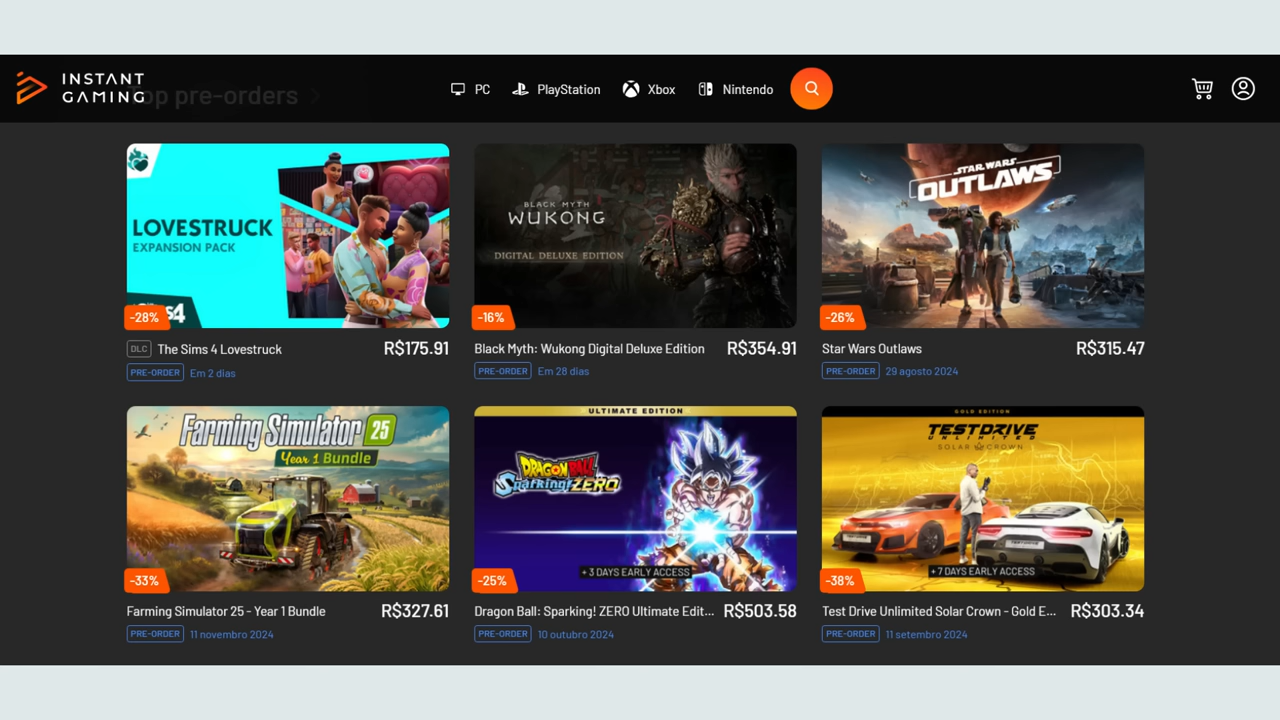 INSTANT
GAMING
Top pre-orders
PC
PlayStation
Xbox
Nintendo
LOVESTRUCK
EXPANSION PACK
-28%
DLC
The Sims 4 Lovestruck
R$175.91
PRE-ORDER
Em 2 dias
BLACK MYTH
WUKONG
DIGITAL DELUXE EDITION
-16%
Black Myth: Wukong Digital Deluxe Edition
R$354.91
PRE-ORDER
Em 28 dias
STAR WARS
OUTLAWS
-26%
Star Wars Outlaws
R$315.47
PRE-ORDER
29 agosto 2024
Farming Simulator 25
Year 1 Bundle
-33%
Farming Simulator 25 - Year 1 Bundle
R$327.61
PRE-ORDER
11 novembro 2024
ULTIMATE EDITION
DRAGON BALL
Sparking! ZERO
+ 3 DAYS EARLY ACCESS
-25%
Dragon Ball: Sparking! ZERO Ultimate Edit...
R$503.58
PRE-ORDER
10 outubro 2024
GOLD EDITION
TEST DRIVE
UNLIMITED
SOLAR CROWN
+ 7 DAYS EARLY ACCESS
-38%
Test Drive Unlimited Solar Crown - Gold E...
R$303.34
PRE-ORDER
11 setembro 2024